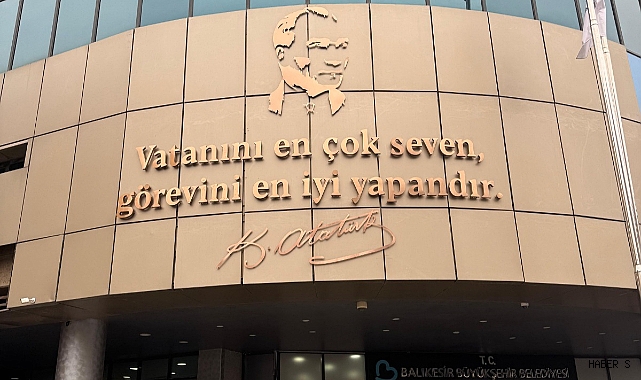 Vatanını en çok seven,
görevini en iyi yapandır.
K. Atatürk
T.C.
BALIKESİR BÜYÜKŞEHİR BELEDİYESİ
HABER S